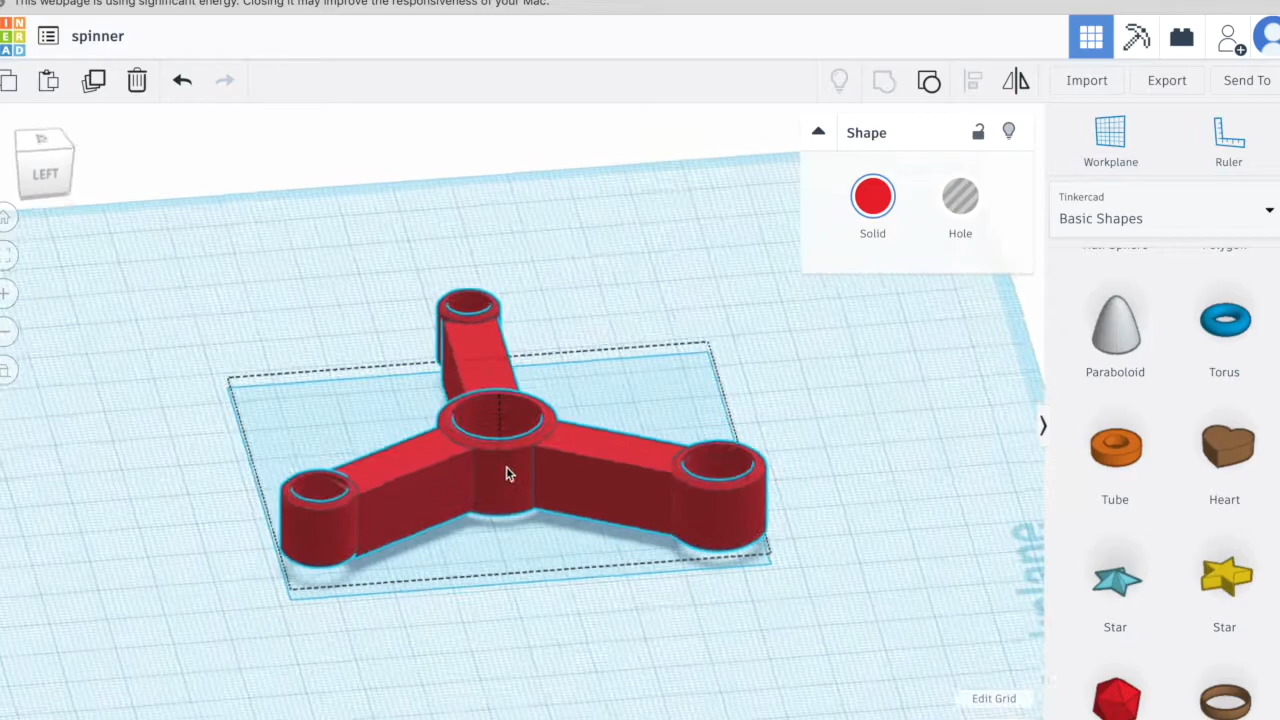 This webpage is using significant energy. Closing it may improve the responsiveness of your Mac.
spinner
Import
Export
Send To
LEFT
Shape
Solid
Hole
Workplane
Ruler
Tinkercad
Basic Shapes
Paraboloid
Torus
Tube
Heart
Star
Star
Edit Grid